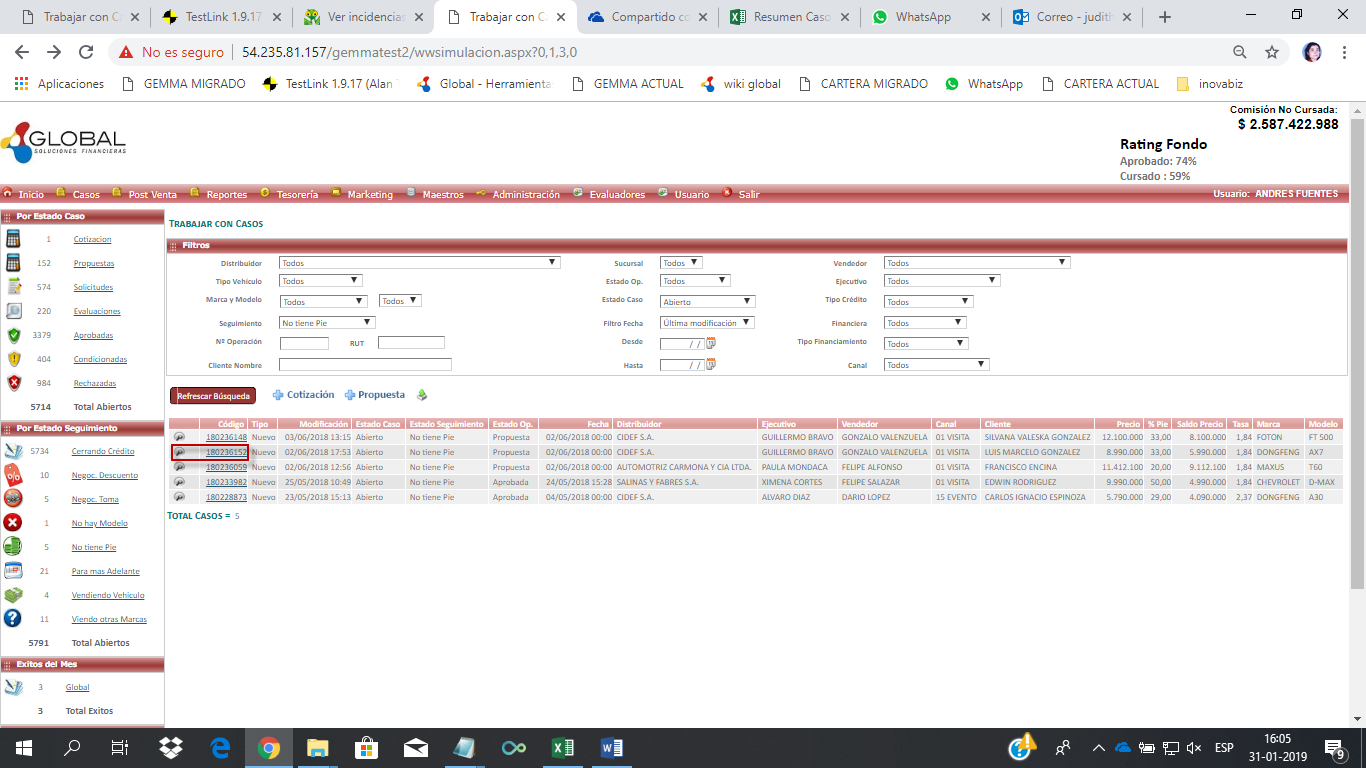 Trabajar con C
TestLink 1.9.17
Ver incidencias
Trabajar con C
Compartido co
Resumen Caso
WhatsApp
Correo - judith
No es seguro
54.235.81.157/gemmatest2/wwsimulacion.aspx?0,1,3,0
Aplicaciones
GEMMA MIGRADO
TestLink 1.9.17 (Alan
Global - Herramienta
GEMMA ACTUAL
wiki global
CARTERA MIGRADO
WhatsApp
CARTERA ACTUAL
inovabiz
Comisión No Cursada:
$ 2.587.422.988
GLOBAL
SOLUCIONES FINANCIERAS
Rating Fondo
Aprobado: 74%
Cursado : 59%
Inicio Casos Post Venta Reportes Tesorería Marketing Maestros Administración Evaluadores Usuario Salir Usuario: ANDRES FUENTES
Por Estado Caso
1 Cotizacion
152 Propuestas
574 Solicitudes
220 Evaluaciones
3379 Aprobadas
404 Condicionadas
984 Rechazadas
5714 Total Abiertos
Por Estado Seguimiento
5734 Cerrando Crédito
10 Negoc. Descuento
5 Negoc. Toma
1 No hay Modelo
5 No tiene Pie
21 Para mas Adelante
4 Vendiendo Vehículo
11 Viendo otras Marcas
5791 Total Abiertos
Exitos del Mes
3 Global
3 Total Exitos
TRABAJAR CON CASOS
Filtros
Distribuidor Todos Sucursal Todos Vendedor Todos
Tipo Vehículo Todos Estado Op. Todos Ejecutivo Todos
Marca y Modelo Todos Todos Estado Caso Abierto Tipo Crédito Todos
Seguimiento No tiene Pie Filtro Fecha Última modificación Financiera Todos
Nº Operación RUT Desde / / Tipo Financiamiento Todos
Cliente Nombre Hasta / / Canal Todos
Refrescar Búsqueda Cotización Propuesta
Código Tipo Modificación Estado Caso Estado Seguimiento Estado Op. Fecha Distribuidor Ejecutivo Vendedor Canal Cliente Precio % Pie Saldo Precio Tasa Marca Modelo
180236148 Nuevo 03/06/2018 13:15 Abierto No tiene Pie Propuesta 02/06/2018 00:00 CIDEF S.A. GUILLERMO BRAVO GONZALO VALENZUELA 01 VISITA SILVANA VALESKA GONZALEZ 12.100.000 33,00 8.100.000 1,84 FOTON FT 500
180236152 Nuevo 02/06/2018 17:53 Abierto No tiene Pie Propuesta 02/06/2018 00:00 CIDEF S.A. GUILLERMO BRAVO GONZALO VALENZUELA 01 VISITA LUIS MARCELO GONZALEZ 8.990.000 33,00 5.990.000 1,84 DONGFENG AX7
180236059 Nuevo 02/06/2018 12:56 Abierto No tiene Pie Propuesta 02/06/2018 00:00 AUTOMOTRIZ CARMONA Y CIA LTDA. PAULA MONDACA FELIPE ALFONSO 01 VISITA FRANCISCO ENCINA 11.412.100 20,00 9.112.100 1,84 MAXUS T60
180233982 Nuevo 25/05/2018 10:49 Abierto No tiene Pie Aprobada 24/05/2018 15:28 SALINAS Y FABRES S.A. XIMENA CORTES FELIPE SALAZAR 01 VISITA EDWIN RODRIGUEZ 9.990.000 50,00 4.990.000 1,84 CHEVROLET D-MAX
180228873 Nuevo 23/05/2018 15:13 Abierto No tiene Pie Aprobada 04/05/2018 00:00 CIDEF S.A. ALVARO DIAZ DARIO LOPEZ 15 EVENTO CARLOS IGNACIO ESPINOZA 5.790.000 29,00 4.090.000 2,37 DONGFENG A30
TOTAL CASOS = 5
ESP
16:05
31-01-2019
9